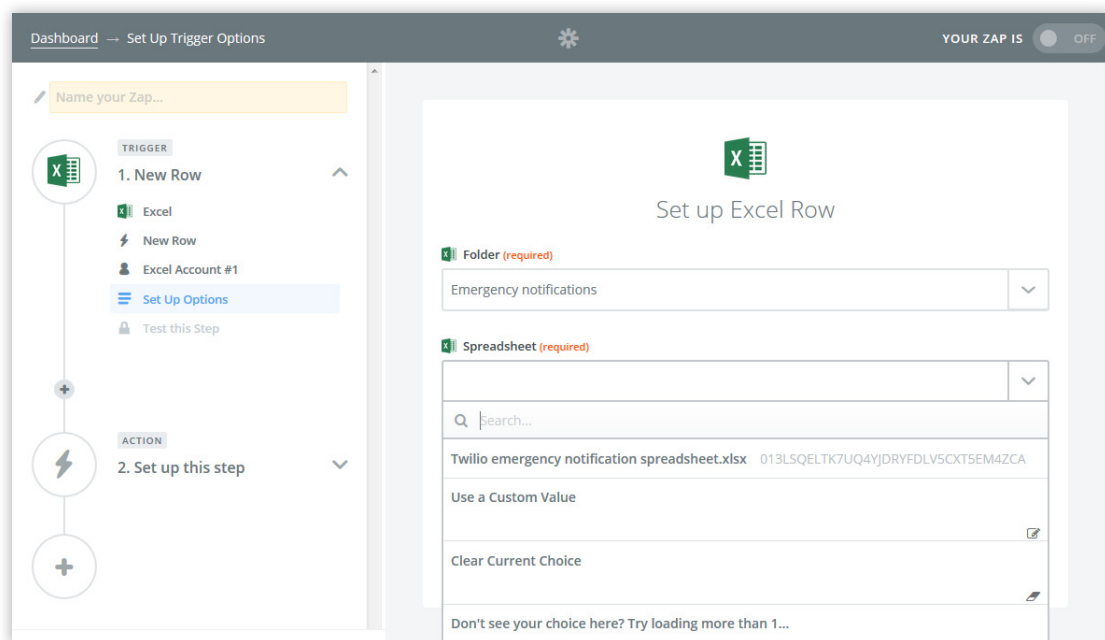 Dashboard → Set Up Trigger Options
YOUR ZAP IS
OFF
Name your Zap...
TRIGGER
1. New Row
Excel
New Row
Excel Account #1
Set Up Options
Test this Step
ACTION
2. Set up this step
Set up Excel Row
Folder (required)
Emergency notifications
Spreadsheet (required)
Search...
Twilio emergency notification spreadsheet.xlsx 013LSQELTK7UQ4YJDRYFDLV5CXT5EM4ZCA
Use a Custom Value
Clear Current Choice
Don't see your choice here? Try loading more than 1...